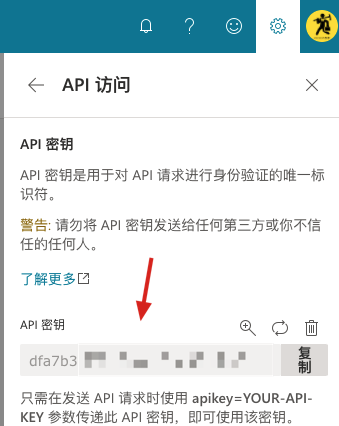 API 访问
API 密钥
API 密钥是用于对 API 请求进行身份验证的唯一标
识符。
警告: 请勿将 API 密钥发送给任何第三方或你不信
任的任何人。
了解更多
API 密钥
dfa7b3
复制
只需在发送 API 请求时使用 apikey=YOUR-API-
KEY 参数传递此 API 密钥，即可使用该密钥。